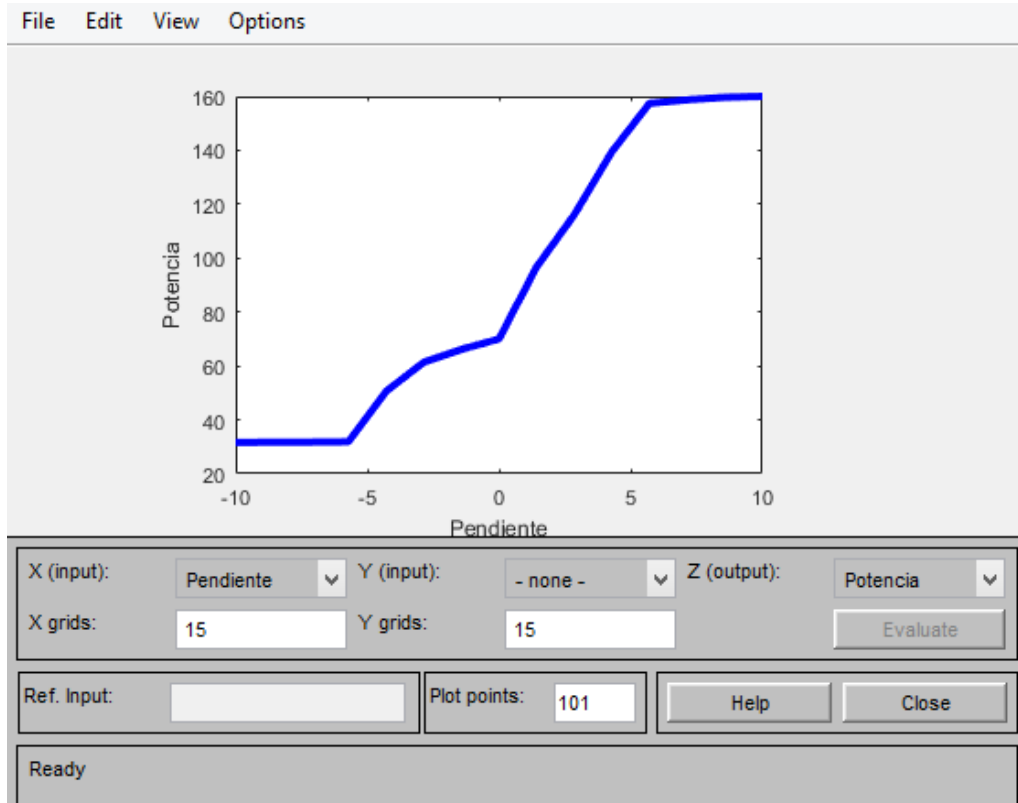 File Edit View Options
160
140
120
100
80
60
40
20
Potencia
-10 -5 0 5 10
Pendiente
X (input): Pendiente Y (input): - none - Z (output): Potencia
X grids: 15 Y grids: 15 Evaluate
Ref. Input: Plot points: 101 Help Close
Ready